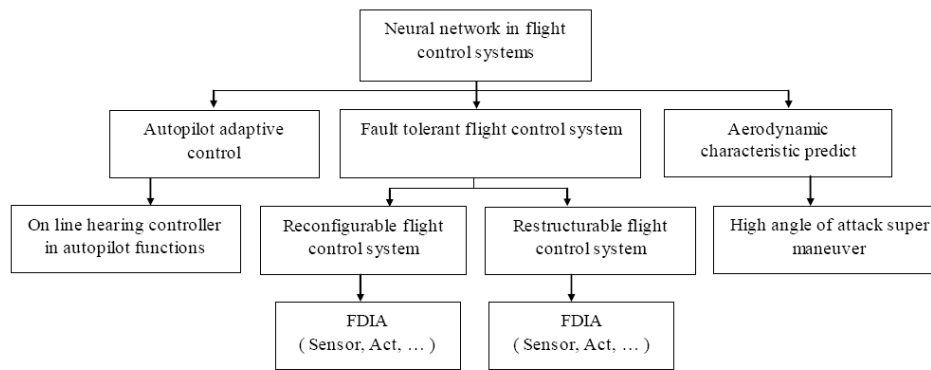 Neural network in flight
control systems
Autopilot adaptive
control
Fault tolerant flight control system
Aerodynamic
characteristic predict
On line hearing controller
in autopilot functions
Reconfigurable flight
control system
Restructurable flight
control system
High angle of attack super
maneuver
FDIA
( Sensor, Act, … )
FDIA
( Sensor, Act, … )